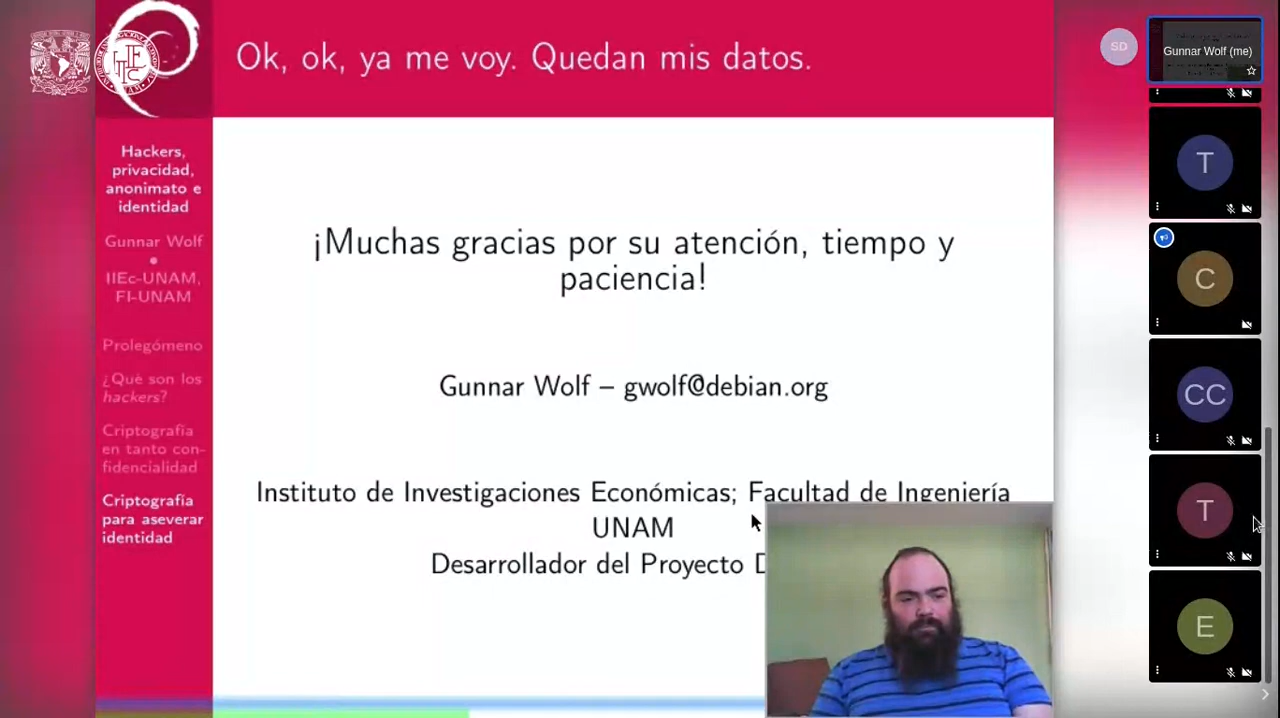 Ok, ok, ya me voy. Quedan mis datos.
Hackers,
privacidad,
anonimato e
identidad
Gunnar Wolf
IIEc-UNAM,
FI-UNAM
Prolegómeno
¿Què son los
hackers?
Criptografía
en tanto con-
fidencialidad
Criptografía
para aseverar
identidad
¡Muchas gracias por su atención, tiempo y
paciencia!
Gunnar Wolf – gwolf@debian.org
Instituto de Investigaciones Económicas; Facultad de Ingeniería
UNAM
Desarrollador del Proyecto D
SD
Gunnar Wolf (me)
T
C
CC
T
E